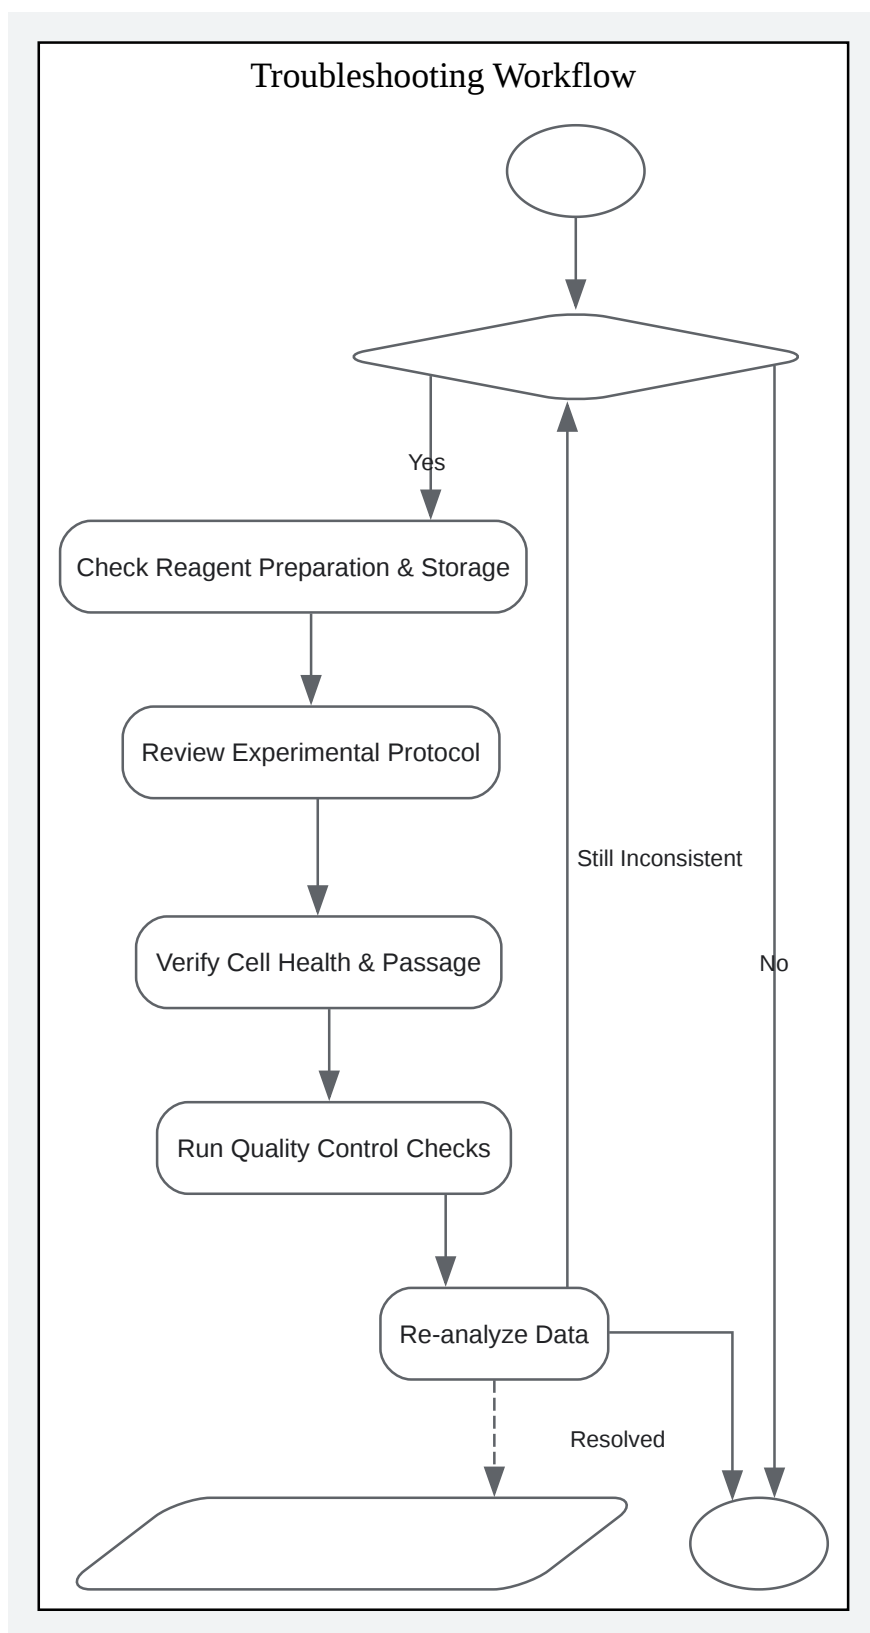 Troubleshooting Workflow
Yes
Check Reagent Preparation & Storage
Review Experimental Protocol
Still Inconsistent
Verify Cell Health & Passage
No
Run Quality Control Checks
Re-analyze Data
Resolved